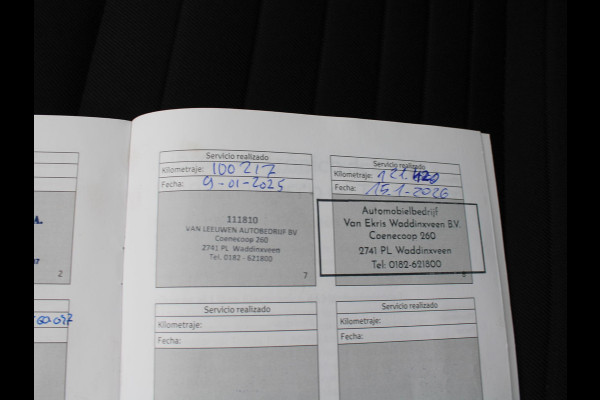 A.
2
60.097
Servicio realizado
Kilometraje: 100217
Fecha: 9-01-2025
111810
VAN LEEUWEN AUTOBEDRIJF BV
Coenecoop 260
2741 PL Waddinxveen
Tel. 0182 - 621800
7
Servicio realizado
Kilometraje:
Fecha: 15-1-2026
Automobielbedrijf
Van Ekris Waddinxveen B.V.
Coenecoop 260
2741 PL Waddinxveen
Tel: 0182-621800
Servicio realizado
Kilometraje:
Fecha:
Servicio realizado
Kilometraje:
Fecha: